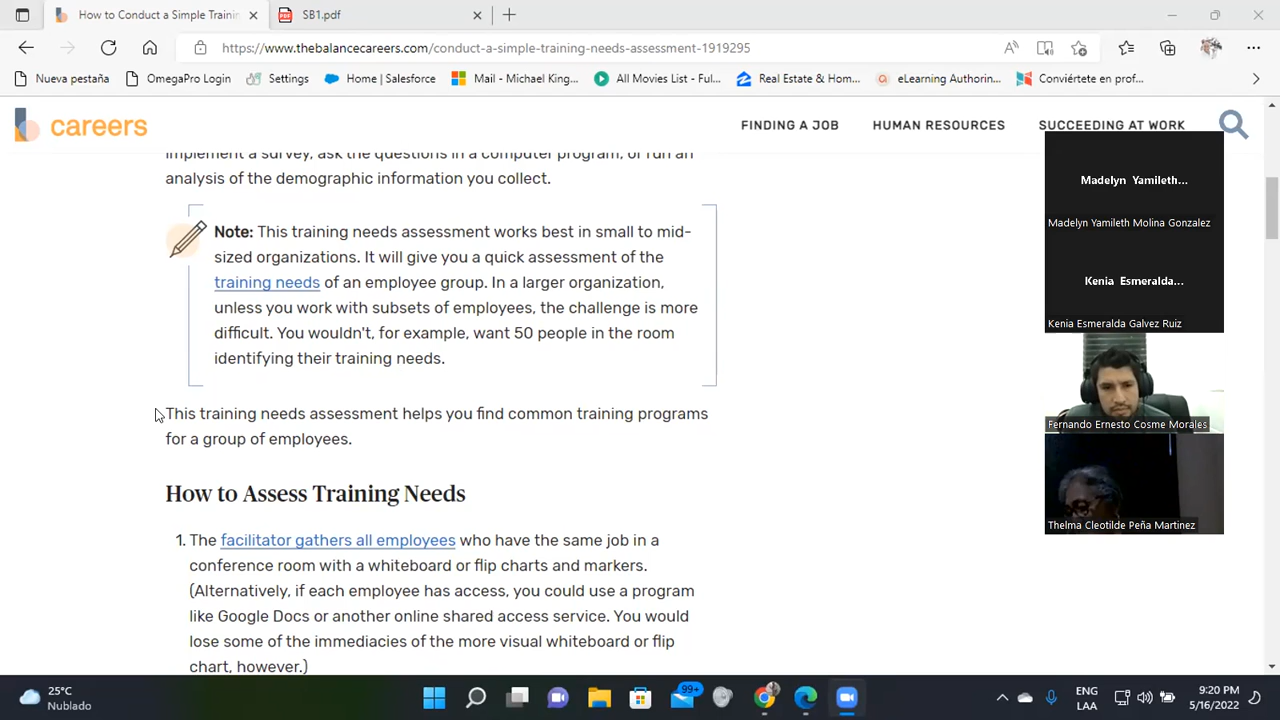 How to Conduct a Simple Trainin
SB1.pdf
https://www.thebalancecareers.com/conduct-a-simple-training-needs-assessment-1919295
Nueva pestaña
OmegaPro Login
Settings
Home | Salesforce
Mail - Michael King...
All Movies List - Ful...
Real Estate & Hom...
eLearning Authorin...
Conviértete en prof...
careers
FINDING A JOB
HUMAN RESOURCES
SUCCEEDING AT WORK
implement a survey, ask the questions in a computer program, or run an
analysis of the demographic information you collect.
Note: This training needs assessment works best in small to mid-
sized organizations. It will give you a quick assessment of the
training needs of an employee group. In a larger organization,
unless you work with subsets of employees, the challenge is more
difficult. You wouldn't, for example, want 50 people in the room
identifying their training needs.
This training needs assessment helps you find common training programs
for a group of employees.
How to Assess Training Needs
1. The facilitator gathers all employees who have the same job in a
conference room with a whiteboard or flip charts and markers.
(Alternatively, if each employee has access, you could use a program
like Google Docs or another online shared access service. You would
lose some of the immediacies of the more visual whiteboard or flip
chart, however.)
Madelyn Yamileth...
Madelyn Yamileth Molina Gonzalez
Kenia Esmeralda...
Kenia Esmeralda Galvez Ruiz
Fernando Ernesto Cosme Morales
Thelma Cleotilde Peña Martinez
25°C
Nublado
99+
ENG
LAA
9:20 PM
5/16/2022